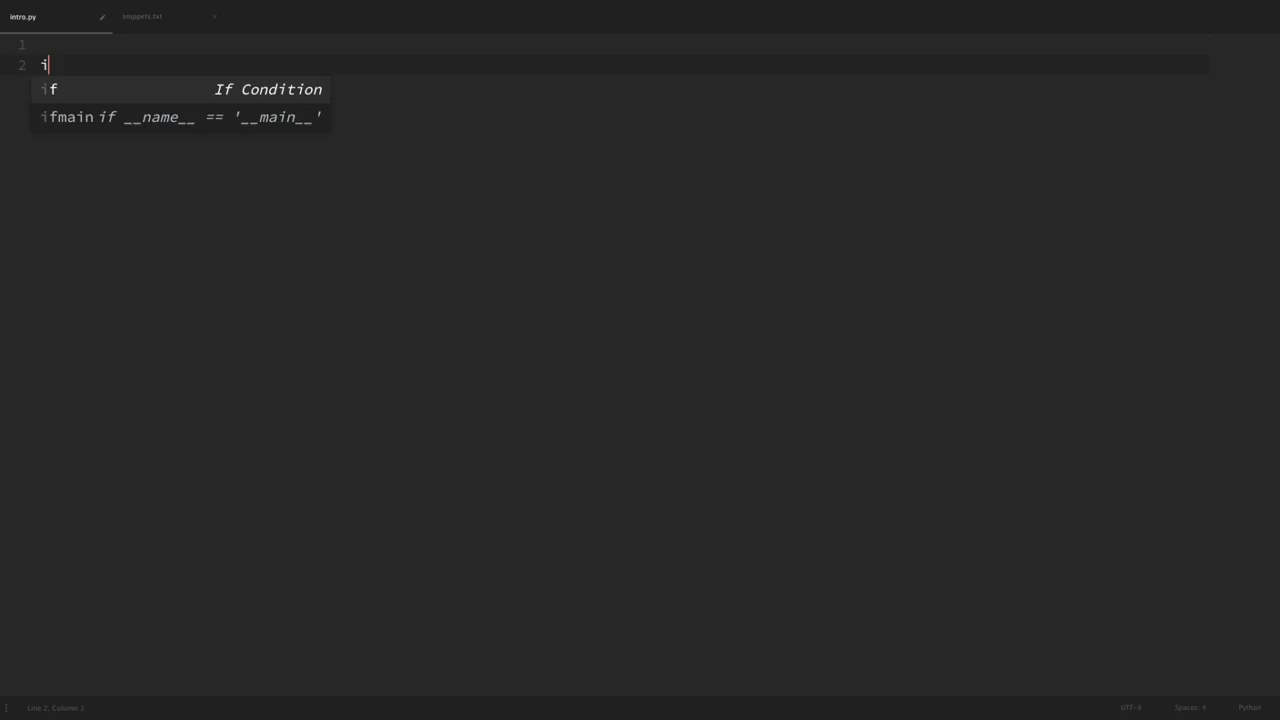 intro.py snippets.txt ×
1
2 i
if If Condition
ifmain if __name__ == '__main__'
Line 2, Column 2 UTF-8 Spaces: 4 Python